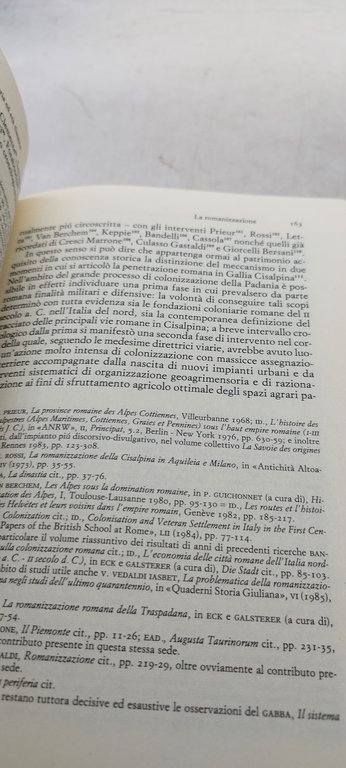 La romanizzazione 163
tualmente più circoscritta – con gli interventi Prieur, Rossi, Let-
ta, Van Berchem, Keppie, Bandelli, Cassola, nonché quelli già
ricordati di Cresci Marrone, Culasso Gastaldi e Giorcelli Bersani.
In questo senso si può dire che appartenga ormai al patrimonio ac-
quisito della conoscenza storica la distinzione del meccanismo in due
momenti in cui si articolò la penetrazione romana in Gallia Cisalpina.
Nell'ambito del grande processo di colonizzazione della Padania è pos-
sibile in effetti individuare una prima fase in cui prevalsero da parte
romana finalità militari e difensive: la volontà di conseguire tali scopi
determinò con tutta evidenza sia le fondazioni coloniarie romane del II
secolo a. C. nell'Italia del nord, sia la contemporanea definizione del
tracciato delle principali vie romane in Cisalpina; a breve intervallo cro-
nologico dalla prima si manifestò una seconda fase di intervento nel cor-
so della quale, seguendo le medesime direttrici viarie, avrebbe avuto luo-
un'azione molto intensa di colonizzazione con massicce assegnazio-
terriere accompagnate dalla nascita di nuovi impianti urbani e da
interventi sistematici di organizzazione geoagrimensoria e di raziona-
azione ai fini di sfruttamento agricolo ottimale degli spazi agrari pa-
PRIEUR, La province romaine des Alpes Cottiennes, Villeurbanne 1968; ID., L'histoire des
Alpes (Alpes Maritimes, Cottiennes, Graies et Pennines) sous l'haut empire romain (I-III
J.C.), in «ANRW», II, Principat, 5.2, Berlin - New York 1976, pp. 630-59; e inoltre
dall'impianto più discorsivo-divulgativo, nel volume collettivo La Savoie des origines
Rennes 1983, pp. 123-308.
ROSSI, La romanizzazione della Cisalpina in Aquileia e Milano, in «Antichità Altoa-
(1973), pp. 35-55.
La dinastia cit., pp. 37-76.
BERCHEM, Les Alpes sous la domination romaine, in P. GUICHONNET (a cura di), Hi-
des Alpes, I, Toulouse-Lausanne 1980, pp. 95-130 = ID., Les routes et l'histoi-
Helvètes et leurs voisins dans l'empire romain, Genève 1982, pp. 185-217.
Colonization cit.; ID., Colonisation and Veteran Settlement in Italy in the First Cen-
Papers of the British School at Rome», LII (1984), pp. 77-114.
particolare il volume riassuntivo dei risultati di anni di precedenti ricerche BAN-
sulla colonizzazione romana cit.; ID., L'economia delle città romane dell'Italia nord-
a. C. - II secolo d. C.), in ECK e GALSTERER (a cura di), Die Stadt cit., pp. 85-103.
ambito di studi utile anche V. VEDALDI IASBEZ, La problematica della romanizzazio-
negli studi dell'ultimo quarantennio, in «Quaderni Storia Giuliana», VI (1985),
La romanizzazione romana della Traspadana, in ECK e GALSTERER (a cura di),
7-54.
Il Piemonte cit., pp. 11-26; EAD., Augusta Taurinorum cit., pp. 231-35,
contributo presente in questa stessa sede.
Romanizzazione cit., pp. 219-29, oltre ovviamente al contributo pre-
sede.
periferia cit.
restano tuttora decisive ed esaustive le osservazioni del GABBA, Il sistema